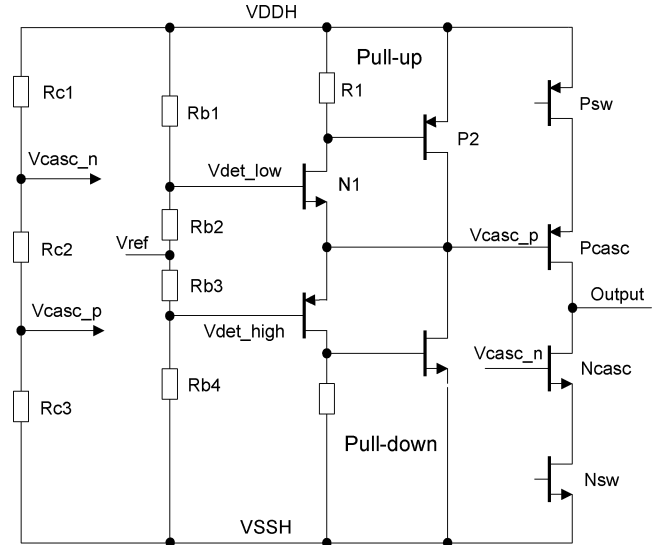 VDDH
Pull-up
Rc1
Rb1
R1
Psw
P2
Vcasc_n
Vdet_low
N1
Rb2
Vcasc_p
Rc2
Vref
Pcasc
Rb3
Output
Vcasc_p
Vdet_high
Vcasc_n
Ncasc
Rb4
Rc3
Pull-down
Nsw
VSSH